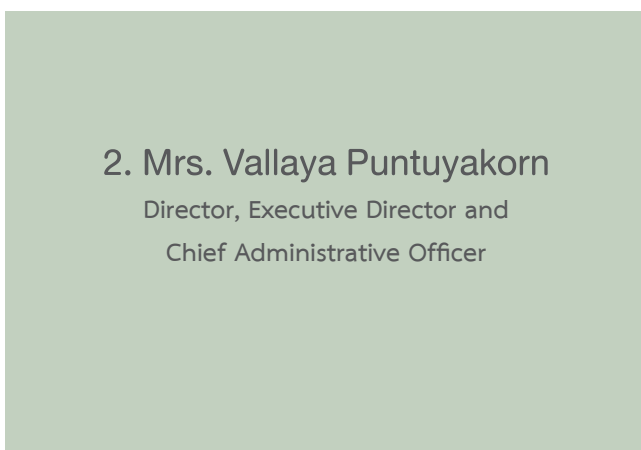 2. Mrs. Vallaya Puntuyakorn
Director, Executive Director and
Chief Administrative Officer